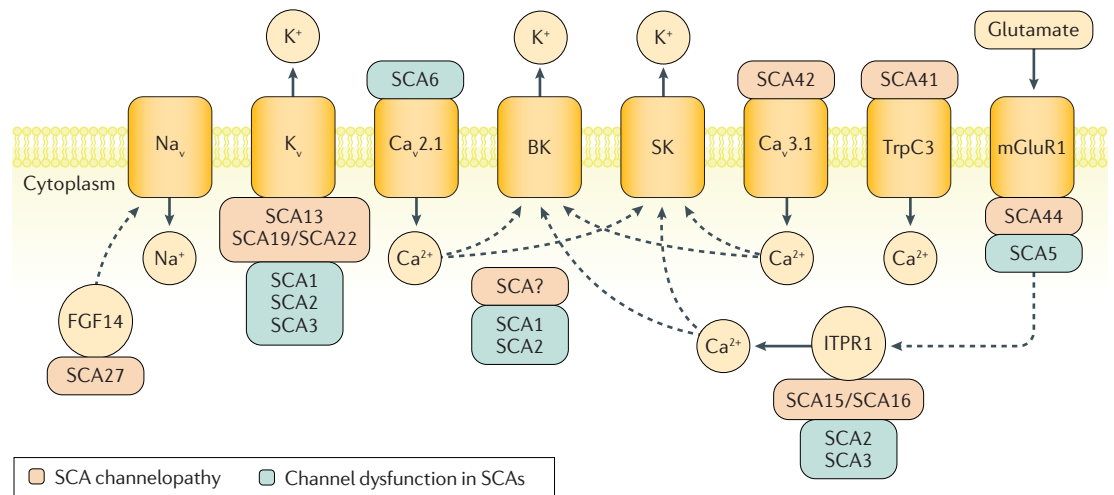 K⁺
K⁺
K⁺
Glutamate
SCA6
SCA42
SCA41
Naᵥ
Kᵥ
Caᵥ2.1
BK
SK
Caᵥ3.1
TrpC3
mGluR1
Cytoplasm
SCA13
SCA19/SCA22
SCA44
SCA5
Na⁺
Ca²⁺
Ca²⁺
Ca²⁺
SCA1
SCA2
SCA3
SCA?
SCA1
SCA2
FGF14
SCA27
Ca²⁺
ITPR1
SCA15/SCA16
SCA2
SCA3
SCA channelopathy
Channel dysfunction in SCAs